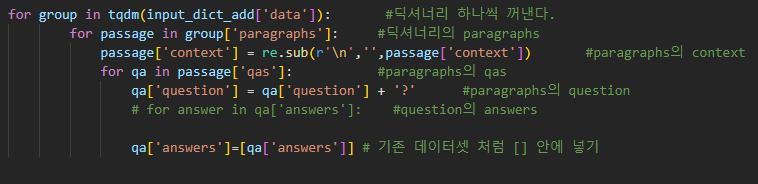 for group in tqdm(input_dict_add['data']):       #딕셔너리 하나씩 꺼낸다.
        for passage in group['paragraphs']:     #딕셔너리의 paragraphs
            passage['context'] = re.sub(r'\n','',passage['context'])       #paragraphs의 context
            for qa in passage['qas']:           #paragraphs의 qas
                qa['question'] = qa['question'] + '?'      #paragraphs의 question
                # for answer in qa['answers']:    #question의 answers
                qa['answers']=[qa['answers']] # 기존 데이터셋 처럼 [] 안에 넣기